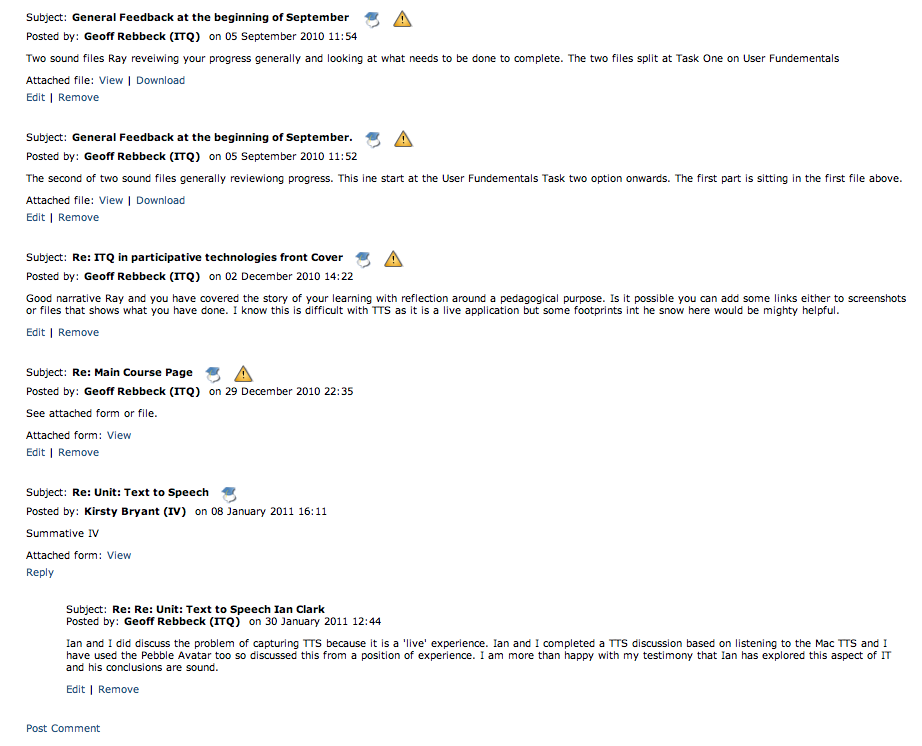 Subject: General Feedback at the beginning of September
Posted by: Geoff Rebbeck (ITQ) on 05 September 2010 11:54
Two sound files Ray reveiwing your progress generally and looking at what needs to be done to complete. The two files split at Task One on User Fundementals
Attached file: View | Download
Edit | Remove
Subject: General Feedback at the beginning of September.
Posted by: Geoff Rebbeck (ITQ) on 05 September 2010 11:52
The second of two sound files generally reviewiong progress. This ine start at the User Fundementals Task two option onwards. The first part is sitting in the first file above.
Attached file: View | Download
Edit | Remove
Subject: Re: ITQ in participative technologies front Cover
Posted by: Geoff Rebbeck (ITQ) on 02 December 2010 14:22
Good narrative Ray and you have covered the story of your learning with reflection around a pedagogical purpose. Is it possible you can add some links either to screenshots
or files that shows what you have done. I know this is difficult with TTS as it is a live application but some footprints int he snow here would be mighty helpful.
Edit | Remove
Subject: Re: Main Course Page
Posted by: Geoff Rebbeck (ITQ) on 29 December 2010 22:35
See attached form or file.
Attached form: View
Edit | Remove
Subject: Re: Unit: Text to Speech
Posted by: Kirsty Bryant (IV) on 08 January 2011 16:11
Summative IV
Attached form: View
Reply
Subject: Re: Re: Unit: Text to Speech Ian Clark
Posted by: Geoff Rebbeck (ITQ) on 30 January 2011 12:44
Ian and I did discuss the problem of capturing TTS because it is a 'live' experience. Ian and I completed a TTS discussion based on listening to the Mac TTS and I
have used the Pebble Avatar too so discussed this from a position of experience. I am more than happy with my testimony that Ian has explored this aspect of IT
and his conclusions are sound.
Edit | Remove
Post Comment